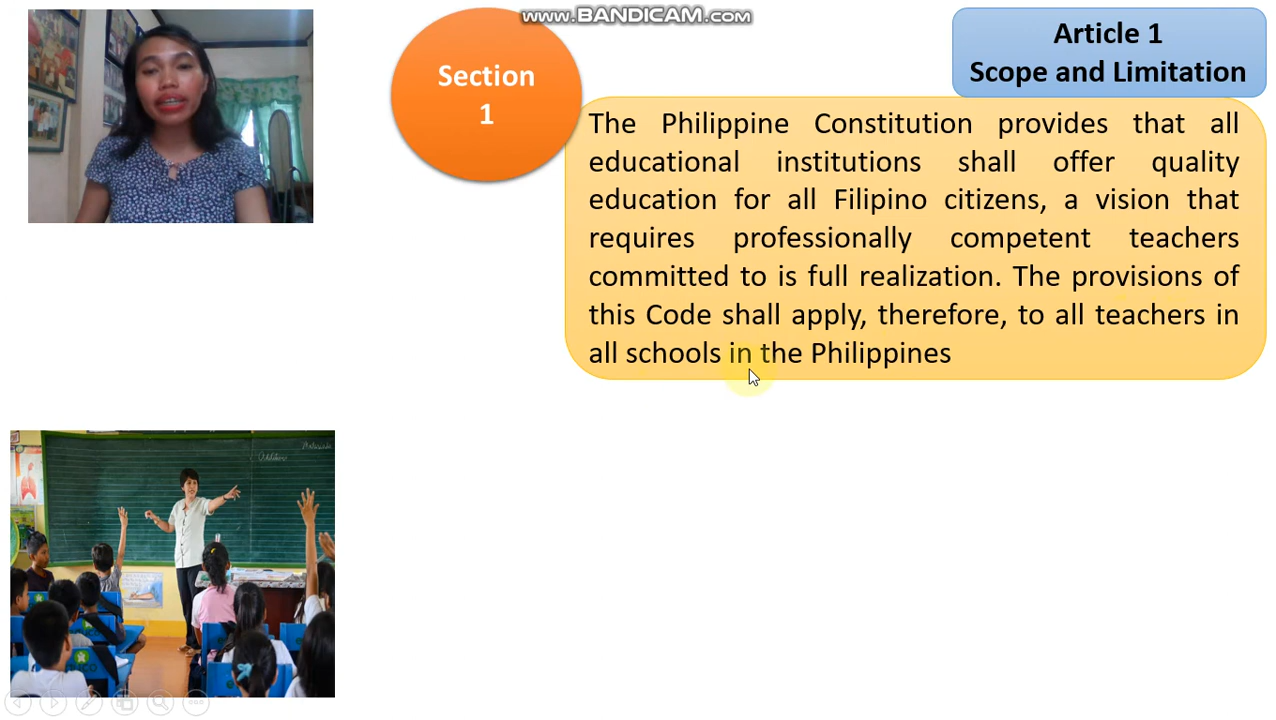 www.BANDICAM.com
Section
1
Article 1
Scope and Limitation
The Philippine Constitution provides that all
educational institutions shall offer quality
education for all Filipino citizens, a vision that
requires professionally competent teachers
committed to is full realization. The provisions of
this Code shall apply, therefore, to all teachers in
all schools in the Philippines
Addition